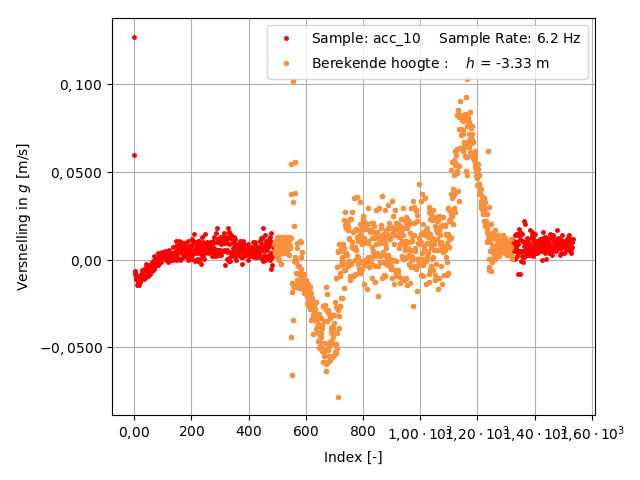 Sample: acc_10    Sample Rate: 6.2 Hz
Berekende hoogte :    h = -3.33 m
0,100
0,0500
0,00
−0,0500
Versnelling in g [m/s]
0,00 200 400 600 800 1,00·10³ 1,20·10³ 1,40·10³ 1,60·10³
Index [-]